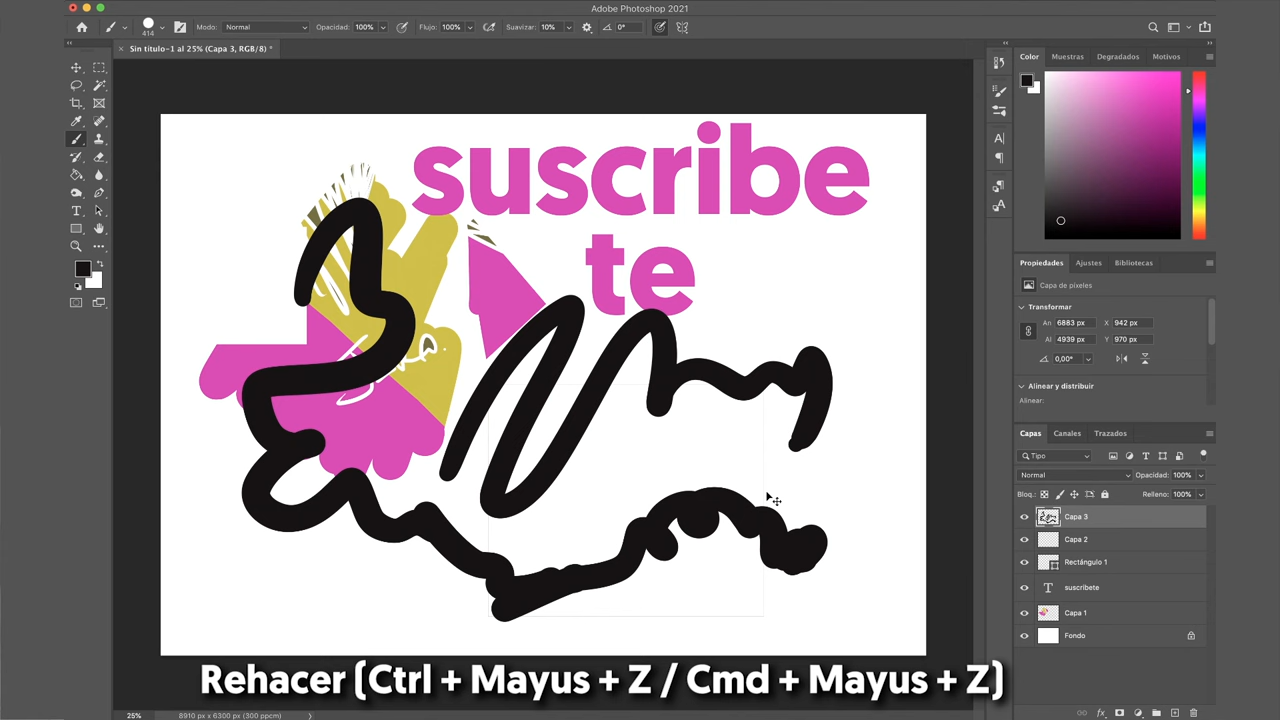 Adobe Photoshop 2021
414
Modo: Normal
Opacidad: 100%
Flujo: 100%
Suavizar: 10%
0°
Sin título-1 al 25% (Capa 3, RGB/8) *
suscribe
te
Color Muestras Degradados Motivos
Propiedades Ajustes Bibliotecas
Capa de píxeles
Transformar
An 6883 px X 942 px
Al 4939 px Y 970 px
0,00°
Alinear y distribuir
Alinear:
Capas Canales Trazados
Tipo
Normal Opacidad: 100%
Bloq.: Relleno: 100%
Capa 3
Capa 2
Rectángulo 1
suscribete
Capa 1
Fondo
Rehacer (Ctrl + Mayus + Z / Cmd + Mayus + Z)
25% 8910 px x 6300 px (300 ppcm)